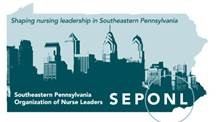 Shaping nursing leadership in Southeastern Pennsylvania
Southeastern Pennsylvania
Organization of Nurse Leaders
SEPONL